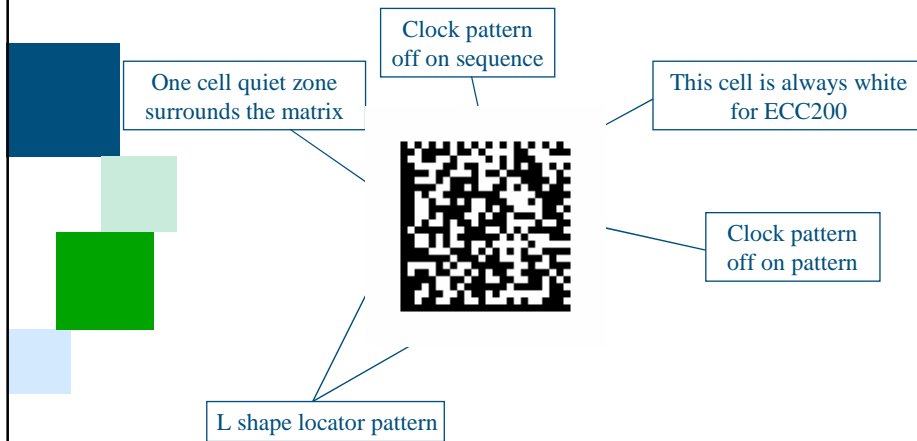 Clock pattern
off on sequence
One cell quiet zone
surrounds the matrix
This cell is always white
for ECC200
Clock pattern
off on pattern
L shape locator pattern